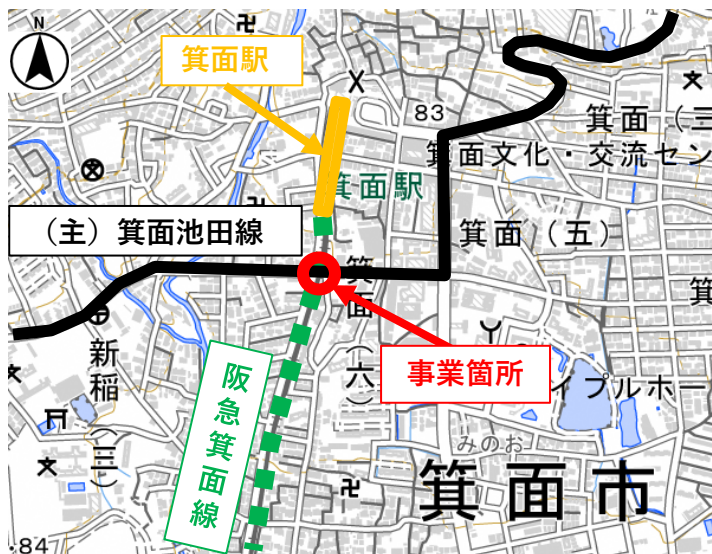 N
箕面駅
83
箕面（三
箕面文化・交流セン
箕面駅
（主）箕面池田線
箕面（五）
箕面（六）
箕
事業箇所
新稲（三）
阪急箕面線
イプルホー
みのお
箕面市
84